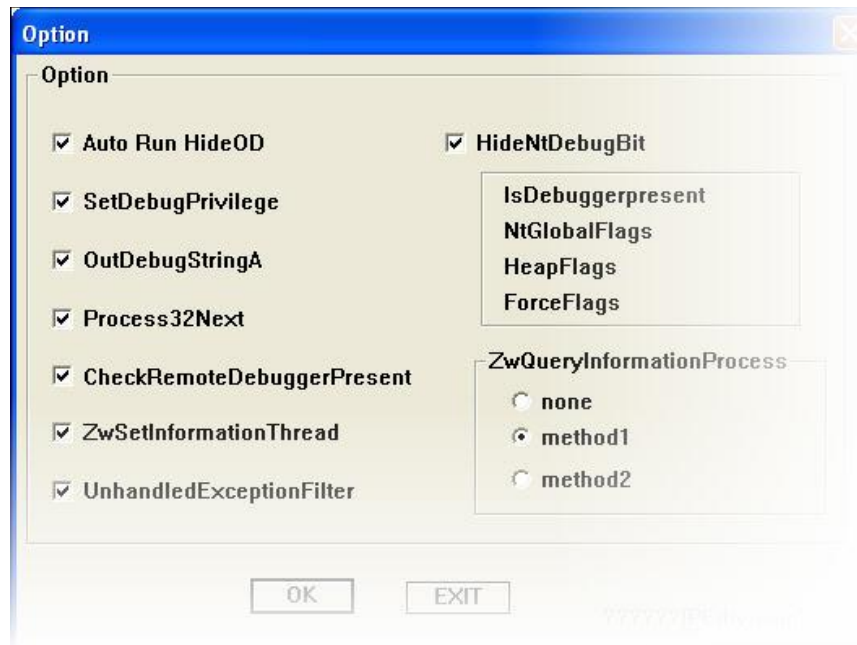 Option
Option
Auto Run HideOD
SetDebugPrivilege
OutDebugStringA
Process32Next
CheckRemoteDebuggerPresent
ZwSetInformationThread
UnhandledExceptionFilter
HideNtDebugBit
IsDebuggerpresent
NtGlobalFlags
HeapFlags
ForceFlags
ZwQueryInformationProcess
none
method1
method2
OK
EXIT